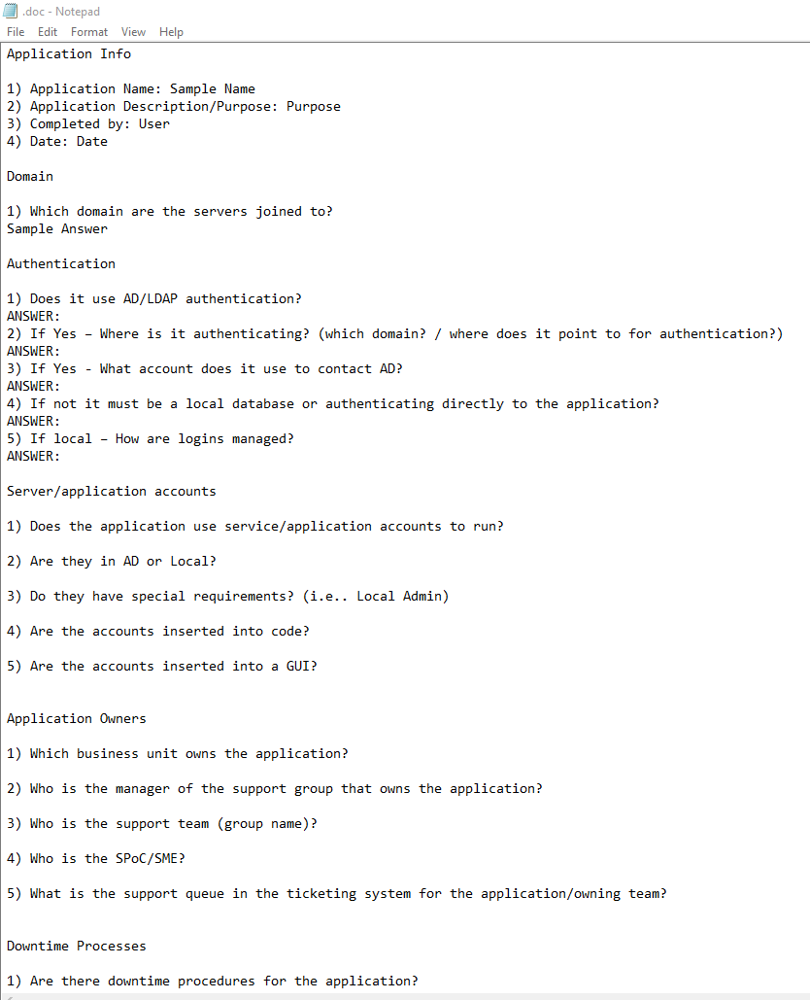 .doc - Notepad
File Edit Format View Help
Application Info
1) Application Name: Sample Name
2) Application Description/Purpose: Purpose
3) Completed by: User
4) Date: Date
Domain
1) Which domain are the servers joined to?
Sample Answer
Authentication
1) Does it use AD/LDAP authentication?
ANSWER:
2) If Yes – Where is it authenticating? (which domain? / where does it point to for authentication?)
ANSWER:
3) If Yes - What account does it use to contact AD?
ANSWER:
4) If not it must be a local database or authenticating directly to the application?
ANSWER:
5) If local – How are logins managed?
ANSWER:
Server/application accounts
1) Does the application use service/application accounts to run?
2) Are they in AD or Local?
3) Do they have special requirements? (i.e.. Local Admin)
4) Are the accounts inserted into code?
5) Are the accounts inserted into a GUI?
Application Owners
1) Which business unit owns the application?
2) Who is the manager of the support group that owns the application?
3) Who is the support team (group name)?
4) Who is the SPoC/SME?
5) What is the support queue in the ticketing system for the application/owning team?
Downtime Processes
1) Are there downtime procedures for the application?